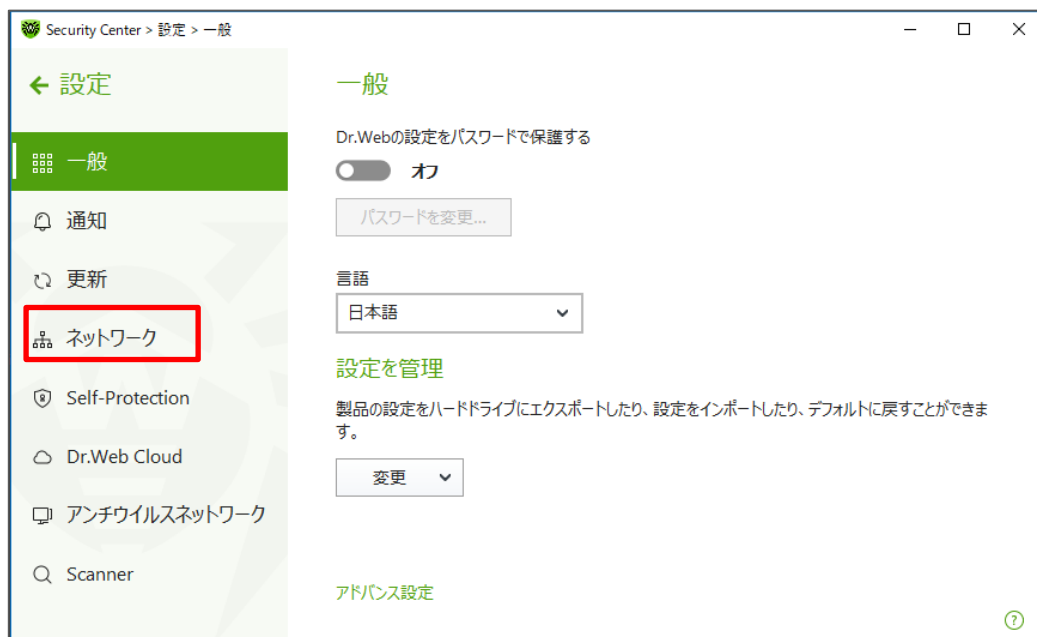 Security Center > 設定 > 一般
設定
一般
通知
更新
ネットワーク
Self-Protection
Dr.Web Cloud
アンチウイルスネットワーク
Scanner
一般
Dr.Webの設定をパスワードで保護する
オフ
パスワードを変更...
言語
日本語
設定を管理
製品の設定をハードドライブにエクスポートしたり、設定をインポートしたり、デフォルトに戻すことができま
す。
変更
アドバンス設定
?